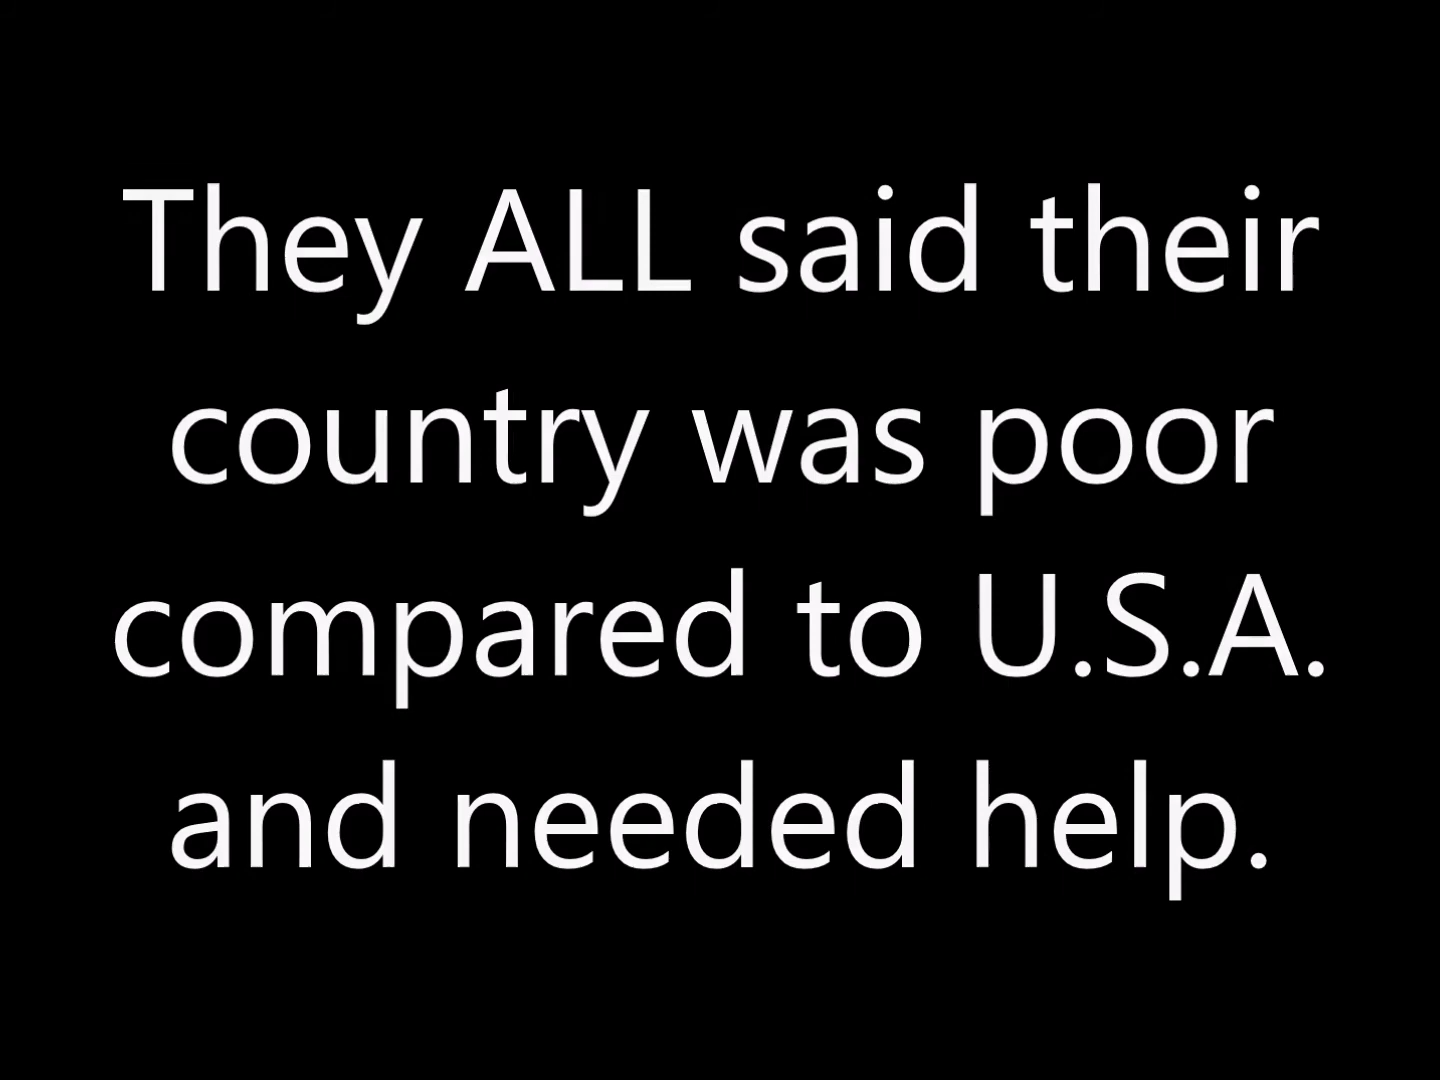 They ALL said their
country was poor
compared to U.S.A.
and needed help.